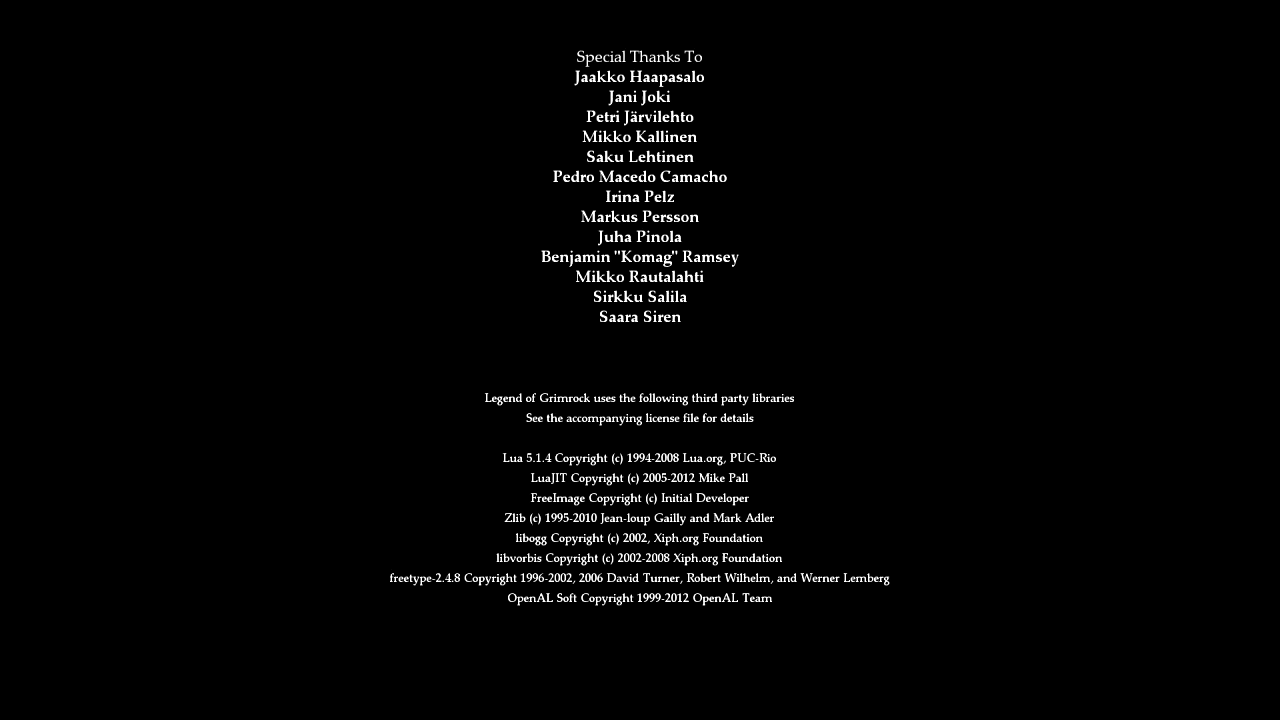 Special Thanks To
Jaakko Haapasalo
Jani Joki
Petri Järvilehto
Mikko Kallinen
Saku Lehtinen
Pedro Macedo Camacho
Irina Pelz
Markus Persson
Juha Pinola
Benjamin "Komag" Ramsey
Mikko Rautalahti
Sirkku Salila
Saara Siren
Legend of Grimrock uses the following third party libraries
See the accompanying license file for details
Lua 5.1.4 Copyright (c) 1994-2008 Lua.org, PUC-Rio
LuaJIT Copyright (c) 2005-2012 Mike Pall
FreeImage Copyright (c) Initial Developer
Zlib (c) 1995-2010 Jean-loup Gailly and Mark Adler
libogg Copyright (c) 2002, Xiph.org Foundation
libvorbis Copyright (c) 2002-2008 Xiph.org Foundation
freetype-2.4.8 Copyright 1996-2002, 2006 David Turner, Robert Wilhelm, and Werner Lemberg
OpenAL Soft Copyright 1999-2012 OpenAL Team